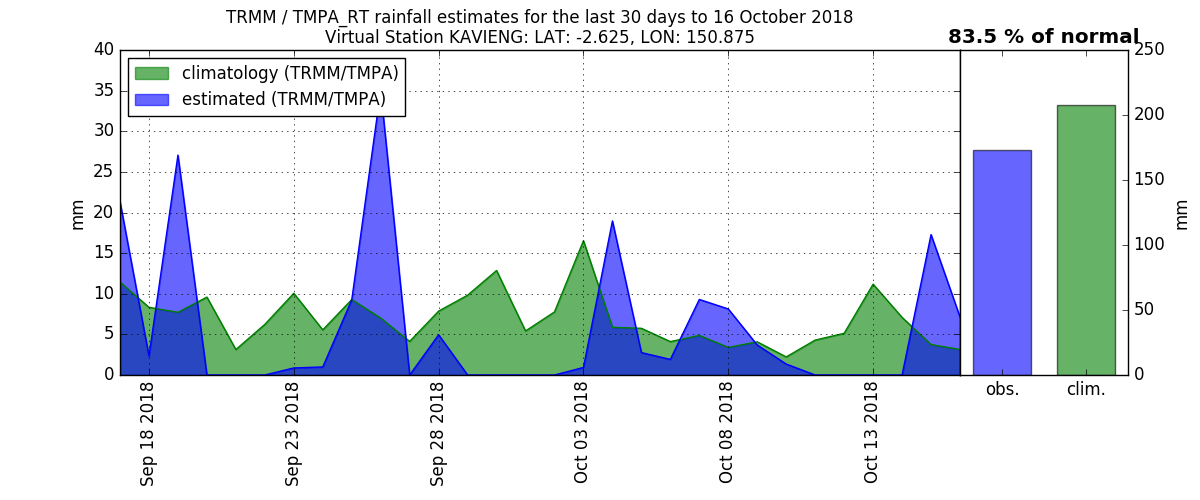 TRMM / TMPA_RT rainfall estimates for the last 30 days to 16 October 2018
Virtual Station KAVIENG: LAT: -2.625, LON: 150.875
83.5 % of normal
climatology (TRMM/TMPA)
estimated (TRMM/TMPA)
40
35
30
25
20
15
10
5
0
mm
Sep 18 2018
Sep 23 2018
Sep 28 2018
Oct 03 2018
Oct 08 2018
Oct 13 2018
250
200
150
100
50
0
mm
obs.
clim.